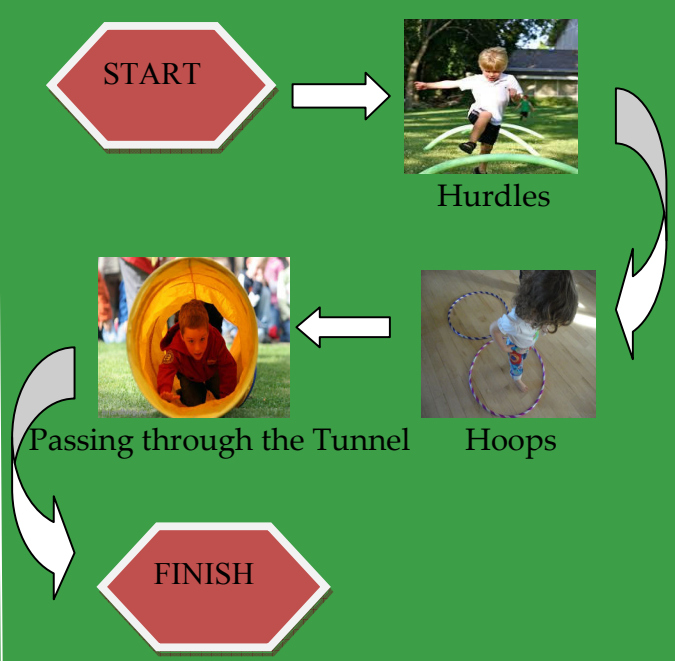 START
Hurdles
Hoops
Passing through the Tunnel
FINISH